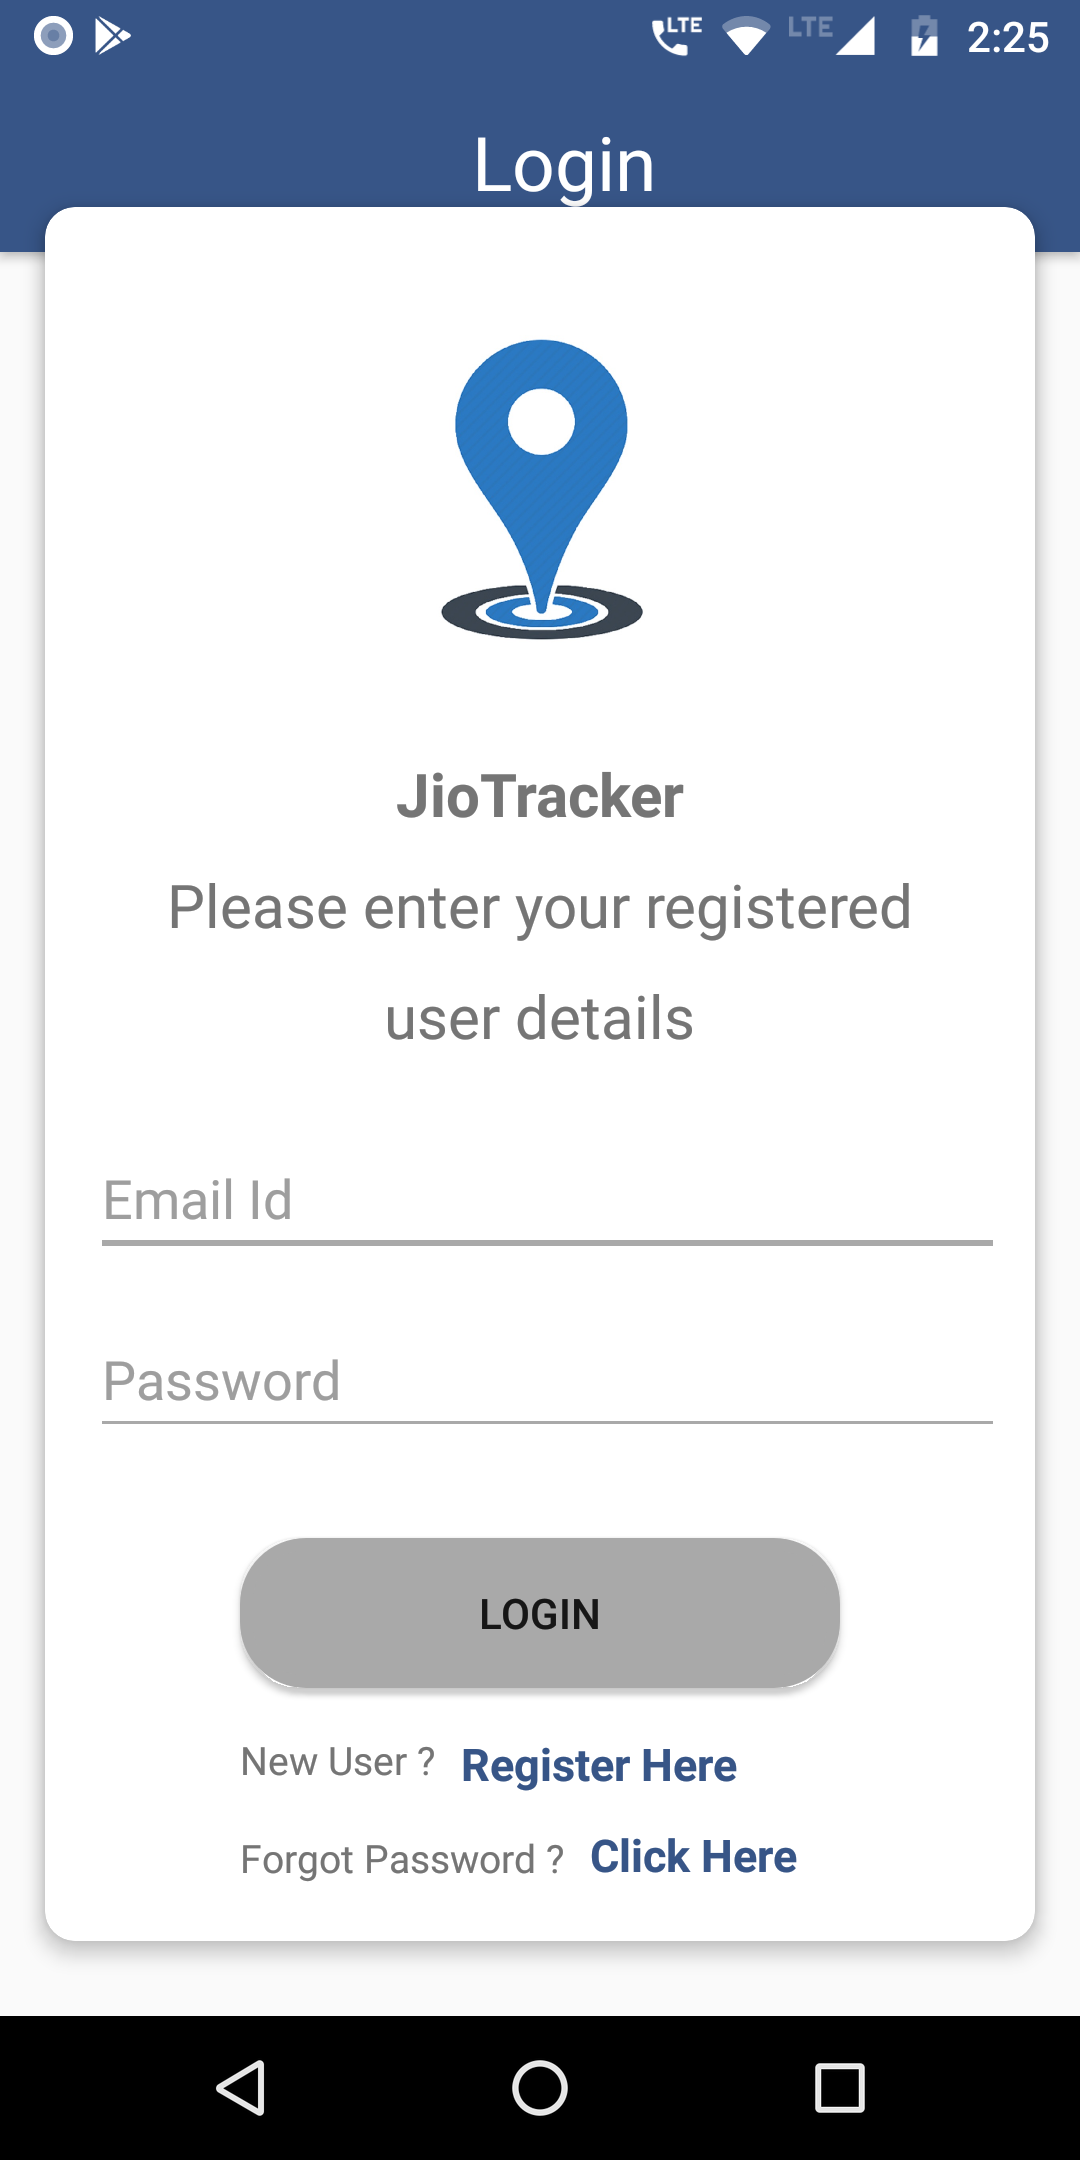 LTE LTE 2:25
Login
JioTracker
Please enter your registered
user details
Email Id
Password
LOGIN
New User ? Register Here
Forgot Password ? Click Here